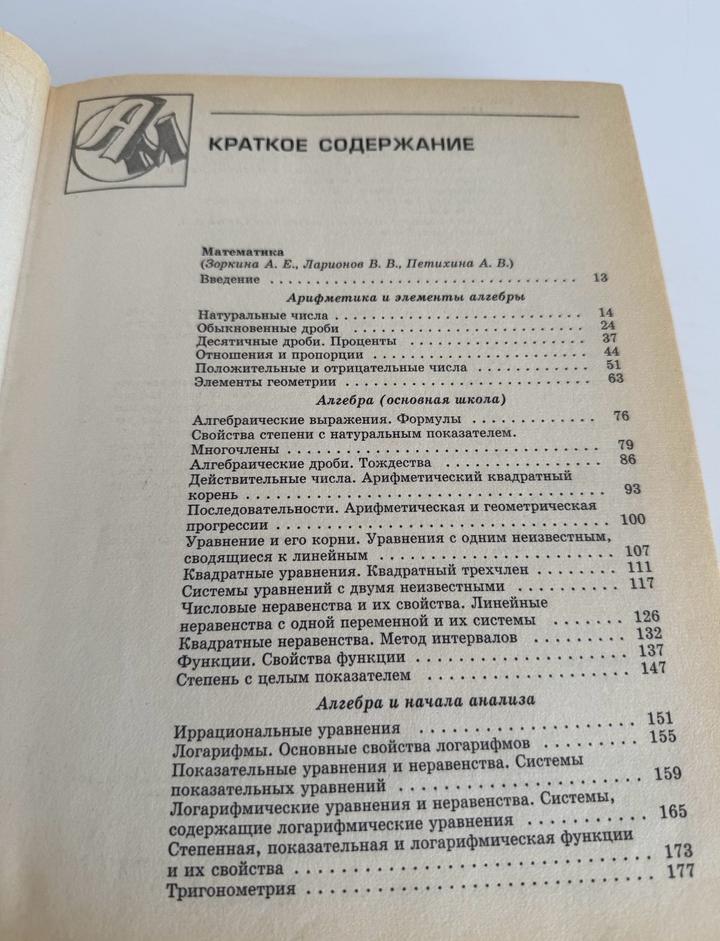 АМ
КРАТКОЕ СОДЕРЖАНИЕ
Математика
(Зоркина А. Е., Ларионов В. В., Петихина А. В.)
Введение . . . . . . . . . . . . . . . . . . . . . . . . . . . . . . . . . . 13
Арифметика и элементы алгебры
Натуральные числа . . . . . . . . . . . . . . . . . . . . . . . . . 14
Обыкновенные дроби . . . . . . . . . . . . . . . . . . . . . . . 24
Десятичные дроби. Проценты . . . . . . . . . . . . . . . . . 37
Отношения и пропорции . . . . . . . . . . . . . . . . . . . . . 44
Положительные и отрицательные числа . . . . . . . . . . 51
Элементы геометрии . . . . . . . . . . . . . . . . . . . . . . . . 63
Алгебра (основная школа)
Алгебраические выражения. Формулы . . . . . . . . . . . . 76
Свойства степени с натуральным показателем.
Многочлены . . . . . . . . . . . . . . . . . . . . . . . . . . . . . . 79
Алгебраические дроби. Тождества . . . . . . . . . . . . . . 86
Действительные числа. Арифметический квадратный
корень . . . . . . . . . . . . . . . . . . . . . . . . . . . . . . . . . . 93
Последовательности. Арифметическая и геометрическая
прогрессии . . . . . . . . . . . . . . . . . . . . . . . . . . . . . . . 100
Уравнение и его корни. Уравнения с одним неизвестным,
сводящиеся к линейным . . . . . . . . . . . . . . . . . . . . . 107
Квадратные уравнения. Квадратный трехчлен . . . . . . . 111
Системы уравнений с двумя неизвестными . . . . . . . . . 117
Числовые неравенства и их свойства. Линейные
неравенства с одной переменной и их системы . . . . . . 126
Квадратные неравенства. Метод интервалов . . . . . . . . 132
Функции. Свойства функции . . . . . . . . . . . . . . . . . . 137
Степень с целым показателем . . . . . . . . . . . . . . . . . 147
Алгебра и начала анализа
Иррациональные уравнения . . . . . . . . . . . . . . . . . . 151
Логарифмы. Основные свойства логарифмов . . . . . . . . 155
Показательные уравнения и неравенства. Системы
показательных уравнений . . . . . . . . . . . . . . . . . . . . 159
Логарифмические уравнения и неравенства. Системы,
содержащие логарифмические уравнения . . . . . . . . . . 165
Степенная, показательная и логарифмическая функции
и их свойства . . . . . . . . . . . . . . . . . . . . . . . . . . . . . 173
Тригонометрия . . . . . . . . . . . . . . . . . . . . . . . . . . . . 177